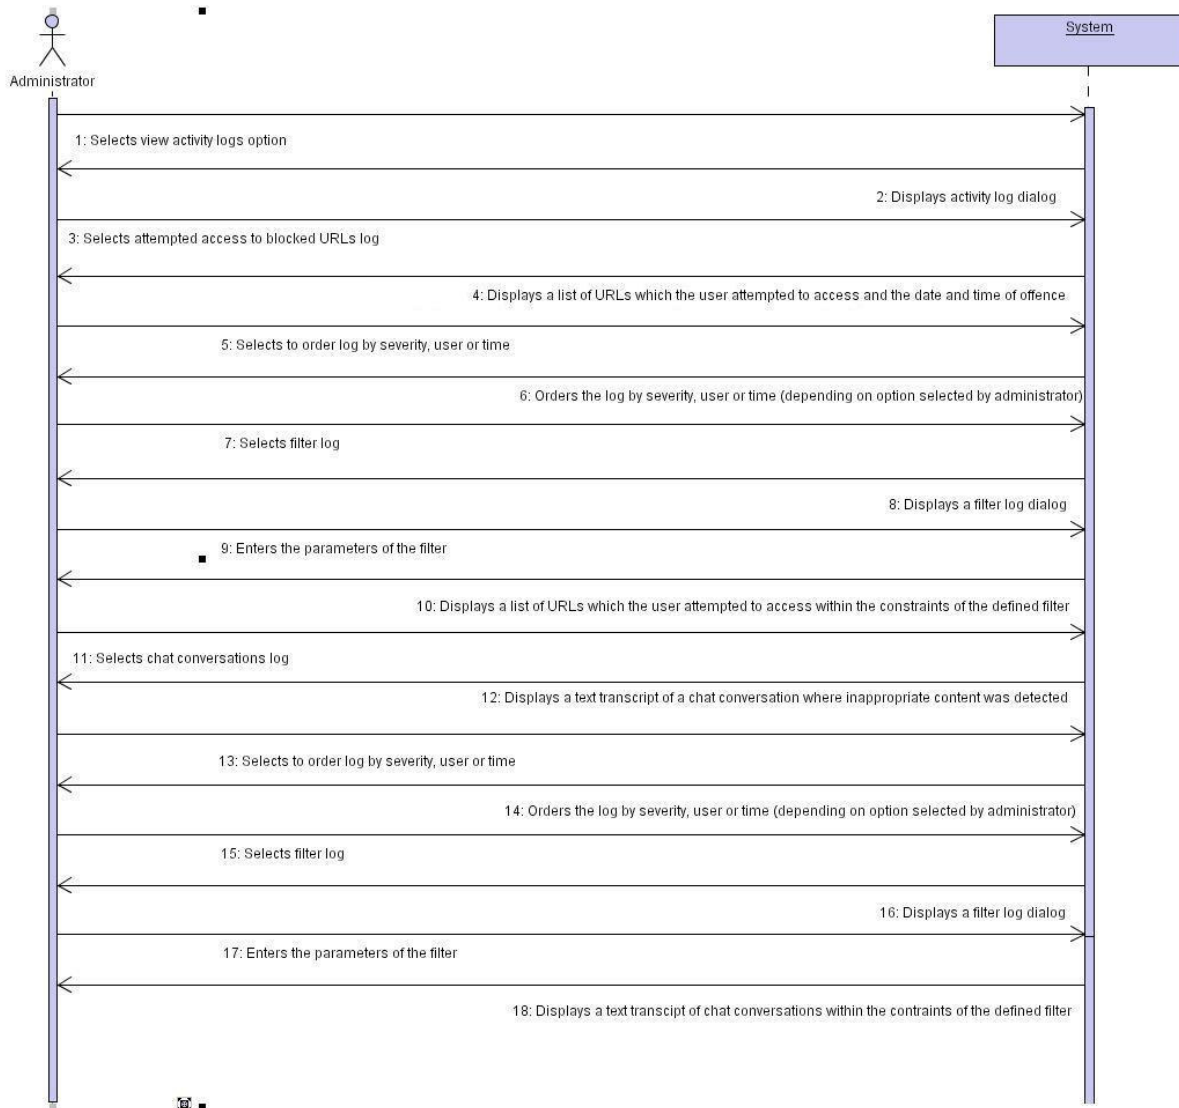 System
Administrator
1: Selects view activity logs option
2: Displays activity log dialog
3: Selects attempted access to blocked URLs log
4: Displays a list of URLs which the user attempted to access and the date and time of offence
5: Selects to order log by severity, user or time
6: Orders the log by severity, user or time (depending on option selected by administrator)
7: Selects filter log
8: Displays a filter log dialog
9: Enters the parameters of the filter
10: Displays a list of URLs which the user attempted to access within the constraints of the defined filter
11: Selects chat conversations log
12: Displays a text transcript of a chat conversation where inappropriate content was detected
13: Selects to order log by severity, user or time
14: Orders the log by severity, user or time (depending on option selected by administrator)
15: Selects filter log
16: Displays a filter log dialog
17: Enters the parameters of the filter
18: Displays a text transcipt of chat conversations within the contraints of the defined filter